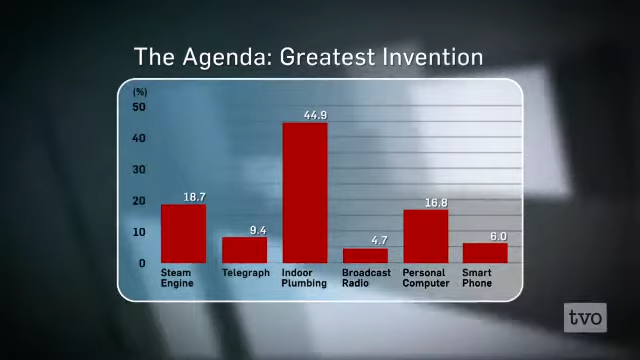 The Agenda: Greatest Invention
(%)
50
40
30
20
10
0
18.7
9.4
44.9
4.7
16.8
6.0
Steam
Engine
Telegraph
Indoor
Plumbing
Broadcast
Radio
Personal
Computer
Smart
Phone
tvo